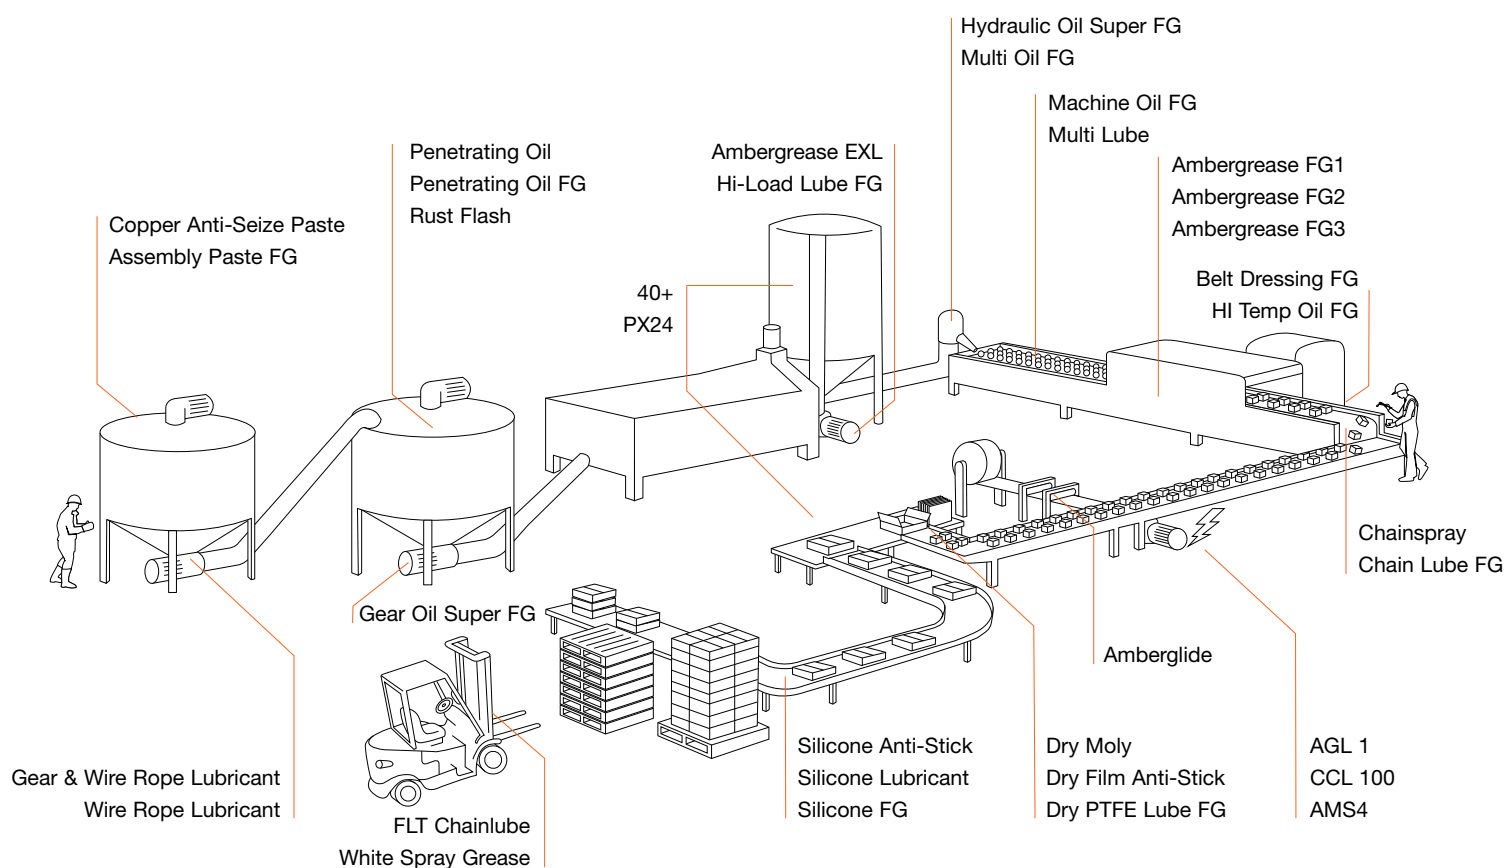 Hydraulic Oil Super FG
Multi Oil FG
Machine Oil FG
Multi Lube
Penetrating Oil
Penetrating Oil FG
Rust Flash
Ambergrease EXL
Hi-Load Lube FG
Ambergrease FG1
Ambergrease FG2
Ambergrease FG3
Copper Anti-Seize Paste
Assembly Paste FG
40+
PX24
Belt Dressing FG
HI Temp Oil FG
Chainspray
Chain Lube FG
Gear Oil Super FG
Amberglide
Gear & Wire Rope Lubricant
Wire Rope Lubricant
FLT Chainlube
White Spray Grease
Silicone Anti-Stick
Silicone Lubricant
Silicone FG
Dry Moly
Dry Film Anti-Stick
Dry PTFE Lube FG
AGL 1
CCL 100
AMS4